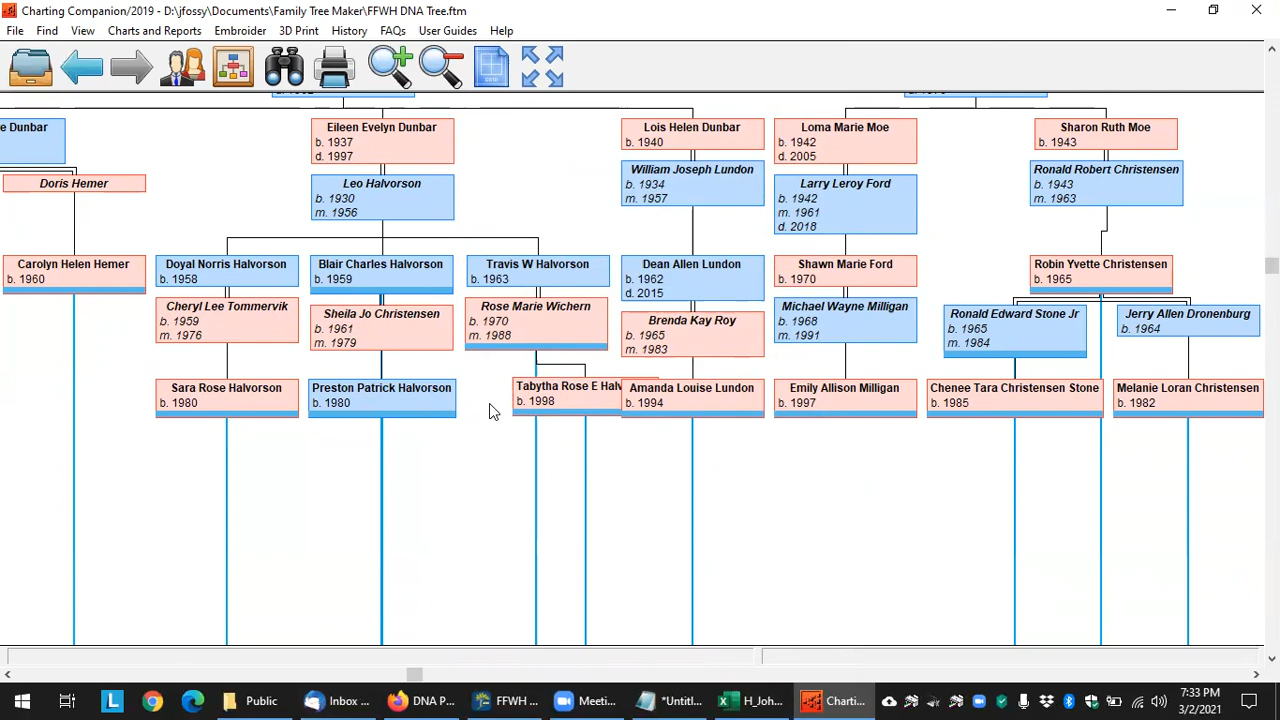 Charting Companion/2019 - D:\jfossy\Documents\Family Tree Maker\FFWH DNA Tree.ftm
File Find View Charts and Reports Embroider 3D Print History FAQs User Guides Help
e Dunbar
Eileen Evelyn Dunbar
b. 1937
d. 1997
Lois Helen Dunbar
b. 1940
Loma Marie Moe
b. 1942
d. 2005
Sharon Ruth Moe
b. 1943
Doris Hemer
Leo Halvorson
b. 1930
m. 1956
William Joseph Lundon
b. 1934
m. 1957
Larry Leroy Ford
b. 1942
m. 1961
d. 2018
Ronald Robert Christensen
b. 1943
m. 1963
Carolyn Helen Hemer
b. 1960
Doyal Norris Halvorson
b. 1958
Blair Charles Halvorson
b. 1959
Travis W Halvorson
b. 1963
Dean Allen Lundon
b. 1962
d. 2015
Shawn Marie Ford
b. 1970
Robin Yvette Christensen
b. 1965
Cheryl Lee Tommervik
b. 1959
m. 1976
Sheila Jo Christensen
b. 1961
m. 1979
Rose Marie Wichern
b. 1970
m. 1988
Brenda Kay Roy
b. 1965
m. 1983
Michael Wayne Milligan
b. 1968
m. 1991
Ronald Edward Stone Jr
b. 1965
m. 1984
Jerry Allen Dronenburg
b. 1964
Sara Rose Halvorson
b. 1980
Preston Patrick Halvorson
b. 1980
Tabytha Rose E Halv
b. 1998
Amanda Louise Lundon
b. 1994
Emily Allison Milligan
b. 1997
Chenee Tara Christensen Stone
b. 1985
Melanie Loran Christensen
b. 1982
L
Public
Inbox ...
DNA P...
FFWH ...
Meeti...
*Untitl...
H_Joh...
Charti...
7:33 PM
3/2/2021